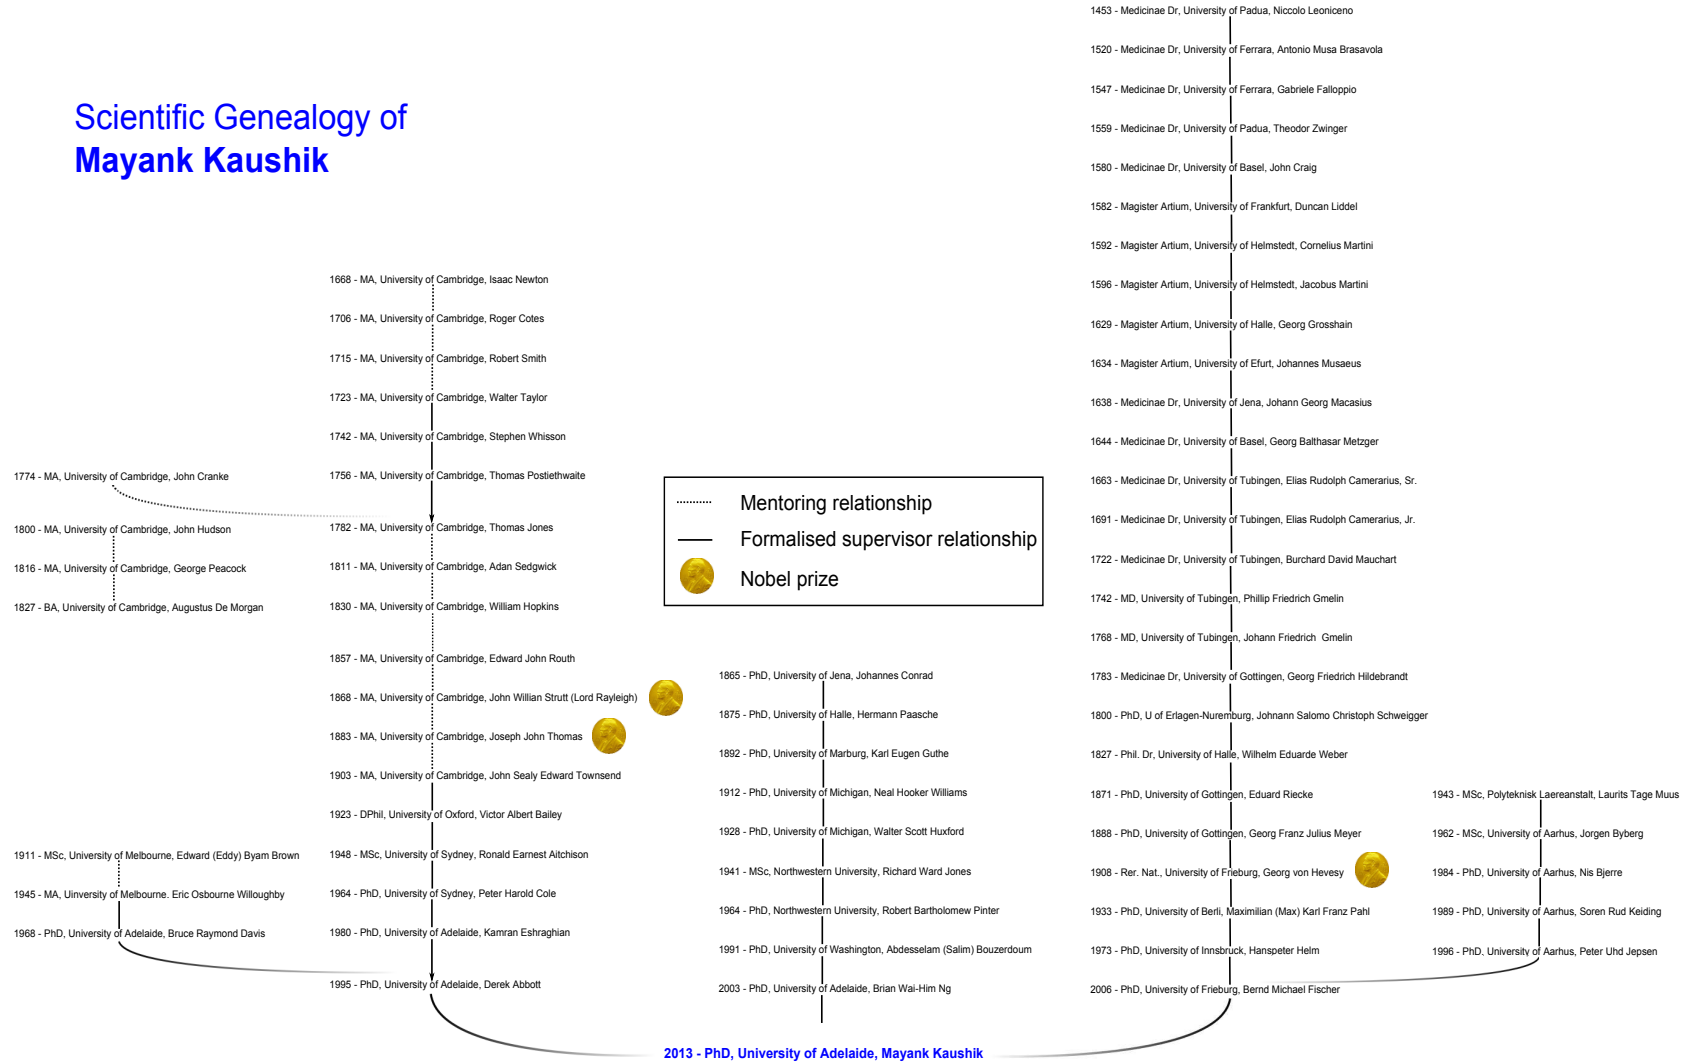 Scientific Genealogy of
Mayank Kaushik
1668 - MA, University of Cambridge, Isaac Newton
1706 - MA, University of Cambridge, Roger Cotes
1715 - MA, University of Cambridge, Robert Smith
1723 - MA, University of Cambridge, Walter Taylor
1742 - MA, University of Cambridge, Stephen Whisson
1756 - MA, University of Cambridge, Thomas Postiethwaite
1774 - MA, University of Cambridge, John Cranke
1782 - MA, University of Cambridge, Thomas Jones
1800 - MA, University of Cambridge, John Hudson
1816 - MA, University of Cambridge, George Peacock
1827 - BA, University of Cambridge, Augustus De Morgan
1811 - MA, University of Cambridge, Adan Sedgwick
1830 - MA, University of Cambridge, William Hopkins
1857 - MA, University of Cambridge, Edward John Routh
1868 - MA, University of Cambridge, John Willian Strutt (Lord Rayleigh)
1883 - MA, University of Cambridge, Joseph John Thomas
1903 - MA, University of Cambridge, John Sealy Edward Townsend
1923 - DPhil, University of Oxford, Victor Albert Bailey
1948 - MSc, University of Sydney, Ronald Earnest Aitchison
1964 - PhD, University of Sydney, Peter Harold Cole
1980 - PhD, University of Adelaide, Kamran Eshraghian
1911 - MSc, University of Melbourne, Edward (Eddy) Byam Brown
1945 - MA, Uinversity of Melbourne. Eric Osbourne Willoughby
1968 - PhD, University of Adelaide, Bruce Raymond Davis
1995 - PhD, University of Adelaide, Derek Abbott
Mentoring relationship
Formalised supervisor relationship
Nobel prize
1865 - PhD, University of Jena, Johannes Conrad
1875 - PhD, University of Halle, Hermann Paasche
1892 - PhD, University of Marburg, Karl Eugen Guthe
1912 - PhD, University of Michigan, Neal Hooker Williams
1928 - PhD, University of Michigan, Walter Scott Huxford
1941 - MSc, Northwestern University, Richard Ward Jones
1964 - PhD, Northwestern University, Robert Bartholomew Pinter
1991 - PhD, University of Washington, Abdesselam (Salim) Bouzerdoum
2003 - PhD, University of Adelaide, Brian Wai-Him Ng
1453 - Medicinae Dr, University of Padua, Niccolo Leoniceno
1520 - Medicinae Dr, University of Ferrara, Antonio Musa Brasavola
1547 - Medicinae Dr, University of Ferrara, Gabriele Falloppio
1559 - Medicinae Dr, University of Padua, Theodor Zwinger
1580 - Medicinae Dr, University of Basel, John Craig
1582 - Magister Artium, University of Frankfurt, Duncan Liddel
1592 - Magister Artium, University of Helmstedt, Cornelius Martini
1596 - Magister Artium, University of Helmstedt, Jacobus Martini
1629 - Magister Artium, University of Halle, Georg Grosshain
1634 - Magister Artium, University of Efurt, Johannes Musaeus
1638 - Medicinae Dr, University of Jena, Johann Georg Macasius
1644 - Medicinae Dr, University of Basel, Georg Balthasar Metzger
1663 - Medicinae Dr, University of Tubingen, Elias Rudolph Camerarius, Sr.
1691 - Medicinae Dr, University of Tubingen, Elias Rudolph Camerarius, Jr.
1722 - Medicinae Dr, University of Tubingen, Burchard David Mauchart
1742 - MD, University of Tubingen, Phillip Friedrich Gmelin
1768 - MD, University of Tubingen, Johann Friedrich Gmelin
1783 - Medicinae Dr, University of Gottingen, Georg Friedrich Hildebrandt
1800 - PhD, U of Erlagen-Nuremburg, Johnann Salomo Christoph Schweigger
1827 - Phil. Dr, University of Halle, Wilhelm Eduarde Weber
1871 - PhD, University of Gottingen, Eduard Riecke
1888 - PhD, University of Gottingen, Georg Franz Julius Meyer
1908 - Rer. Nat., University of Frieburg, Georg von Hevesy
1933 - PhD, University of Berli, Maximilian (Max) Karl Franz Pahl
1973 - PhD, University of Innsbruck, Hanspeter Helm
2006 - PhD, University of Frieburg, Bernd Michael Fischer
1943 - MSc, Polyteknisk Laereanstalt, Laurits Tage Muus
1962 - MSc, University of Aarhus, Jorgen Byberg
1984 - PhD, University of Aarhus, Nis Bjerre
1989 - PhD, University of Aarhus, Soren Rud Keiding
1996 - PhD, University of Aarhus, Peter Uhd Jepsen
2013 - PhD, University of Adelaide, Mayank Kaushik